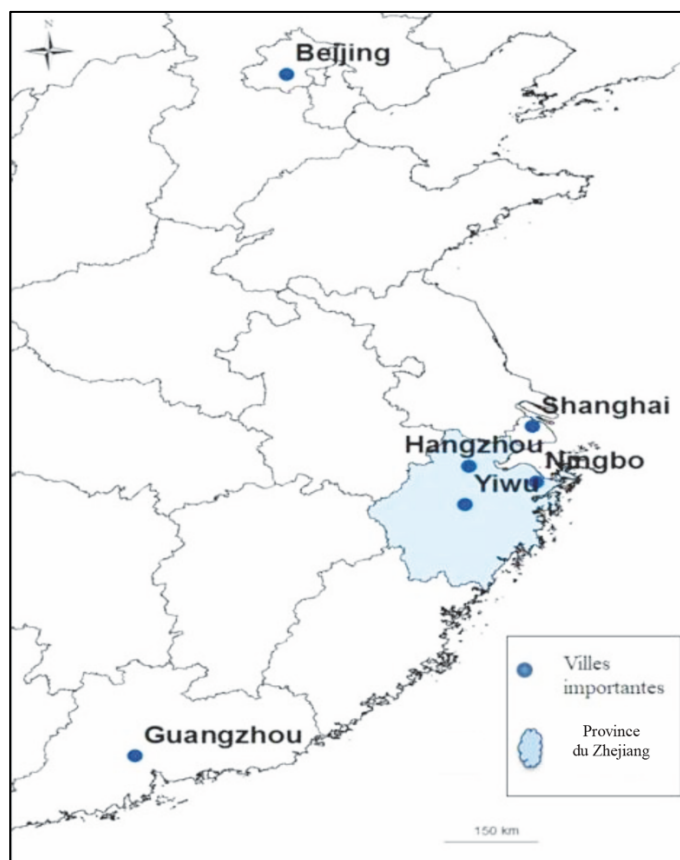 N
Beijing
Shanghai
Hangzhou
Ningbo
Yiwu
Villes
importantes
Province
du Zhejiang
Guangzhou
150 km